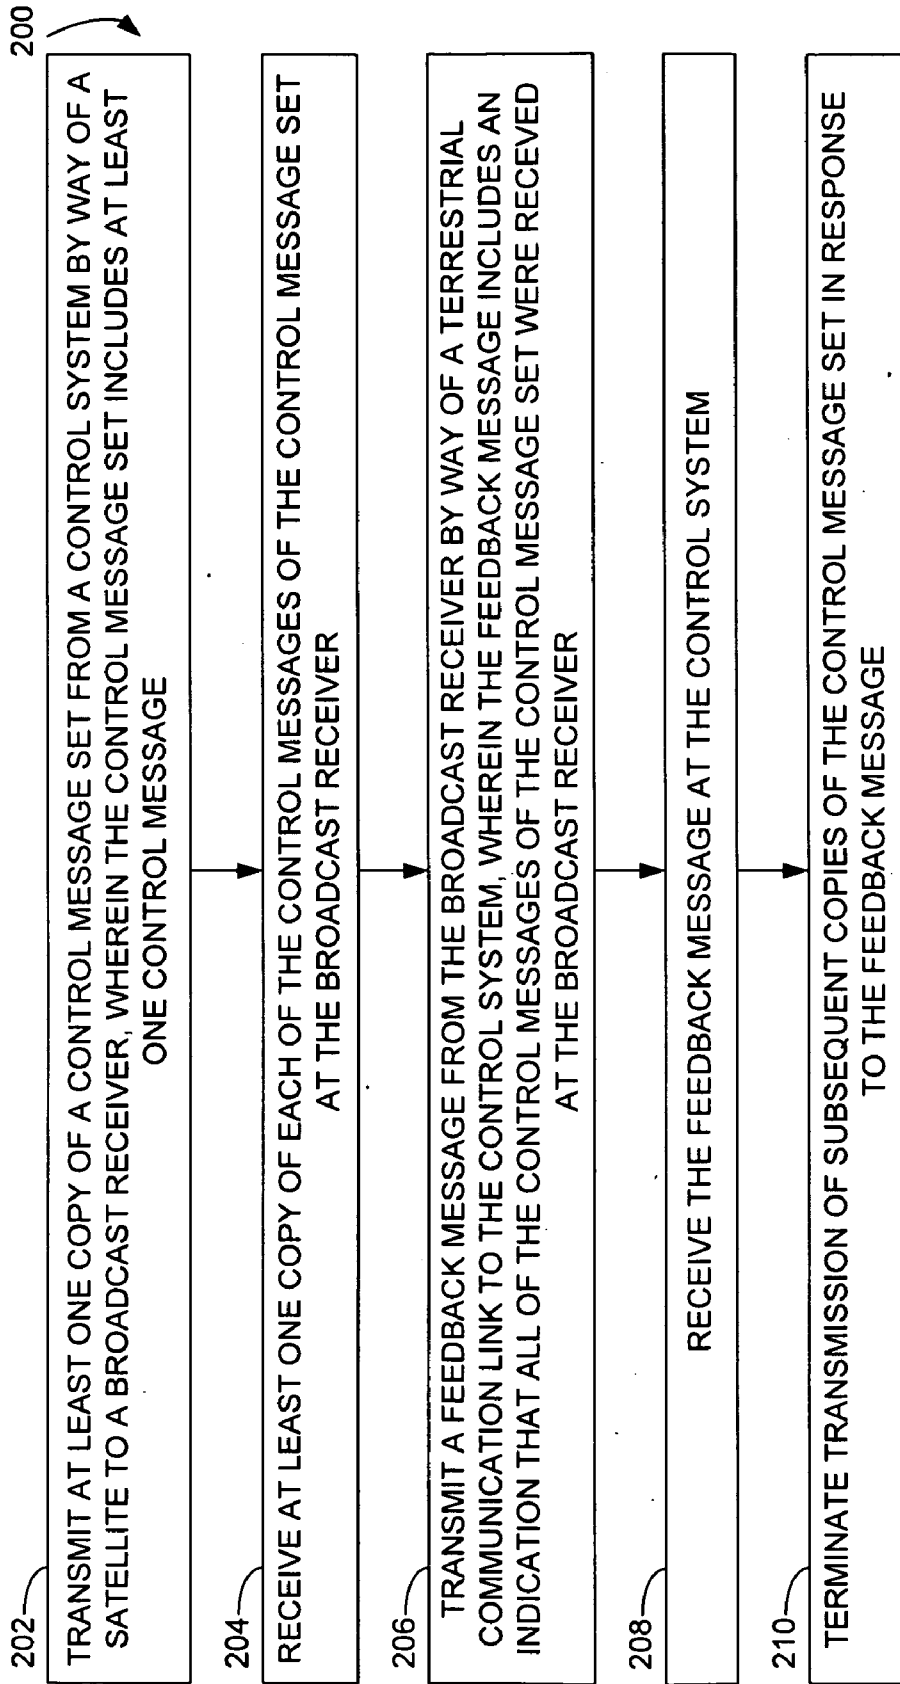 200
202
TRANSMIT AT LEAST ONE COPY OF A CONTROL MESSAGE SET FROM A CONTROL SYSTEM BY WAY OF A
SATELLITE TO A BROADCAST RECEIVER, WHEREIN THE CONTROL MESSAGE SET INCLUDES AT LEAST
ONE CONTROL MESSAGE
204
RECEIVE AT LEAST ONE COPY OF EACH OF THE CONTROL MESSAGES OF THE CONTROL MESSAGE SET
AT THE BROADCAST RECEIVER
206
TRANSMIT A FEEDBACK MESSAGE FROM THE BROADCAST RECEIVER BY WAY OF A TERRESTRIAL
COMMUNICATION LINK TO THE CONTROL SYSTEM, WHEREIN THE FEEDBACK MESSAGE INCLUDES AN
INDICATION THAT ALL OF THE CONTROL MESSAGES OF THE CONTROL MESSAGE SET WERE RECEVED
AT THE BROADCAST RECEIVER
208
RECEIVE THE FEEDBACK MESSAGE AT THE CONTROL SYSTEM
210
TERMINATE TRANSMISSION OF SUBSEQUENT COPIES OF THE CONTROL MESSAGE SET IN RESPONSE
TO THE FEEDBACK MESSAGE